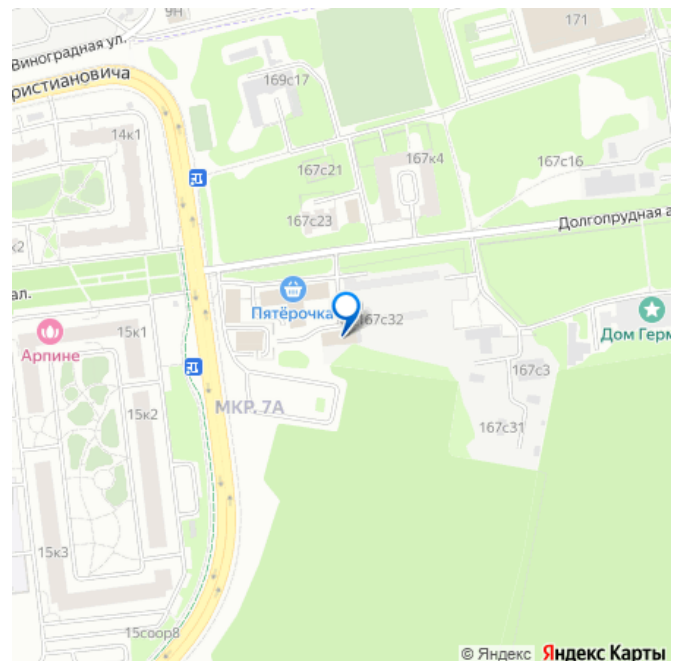 9Н
171
Виноградная ул.
ристиановича
169с17
14к1
167с21
167к4
167с16
167с23
Долгопрудная а
к2
ал.
Пятёрочка
167с32
15к1
Арпине
Дом Герм
167с3
15к2
МКР. 7А
167с31
15к3
15соор8
© Яндекс Яндекс Карты